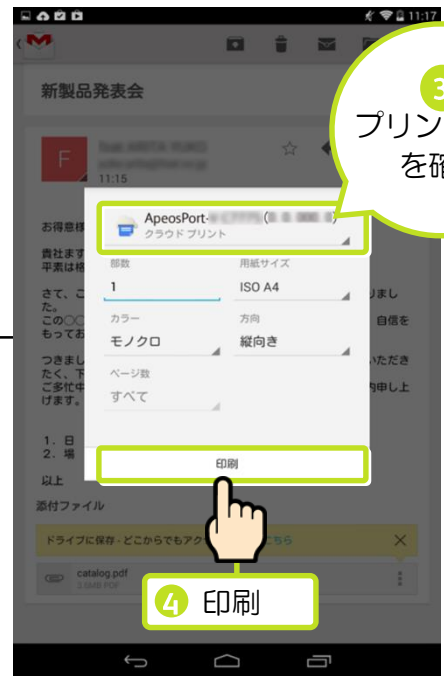 11:17
新製品発表会
3
プリン
を確
F
11:15
ApeosPort-
クラウド プリント
お得意様
貴社ます
平素は格
部数
用紙サイズ
1
ISO A4
さて、こ
りまし
た。
この〇〇
自信を
もってお
カラー
方向
モノクロ
縦向き
つきまし
いただき
たく、下
ご多忙中
内申し上
げます。
ページ数
すべて
1. 日
2. 場
印刷
以上
添付ファイル
ドライブに保存 - どこからでもアク
こちら
catalog.pdf
4 印刷